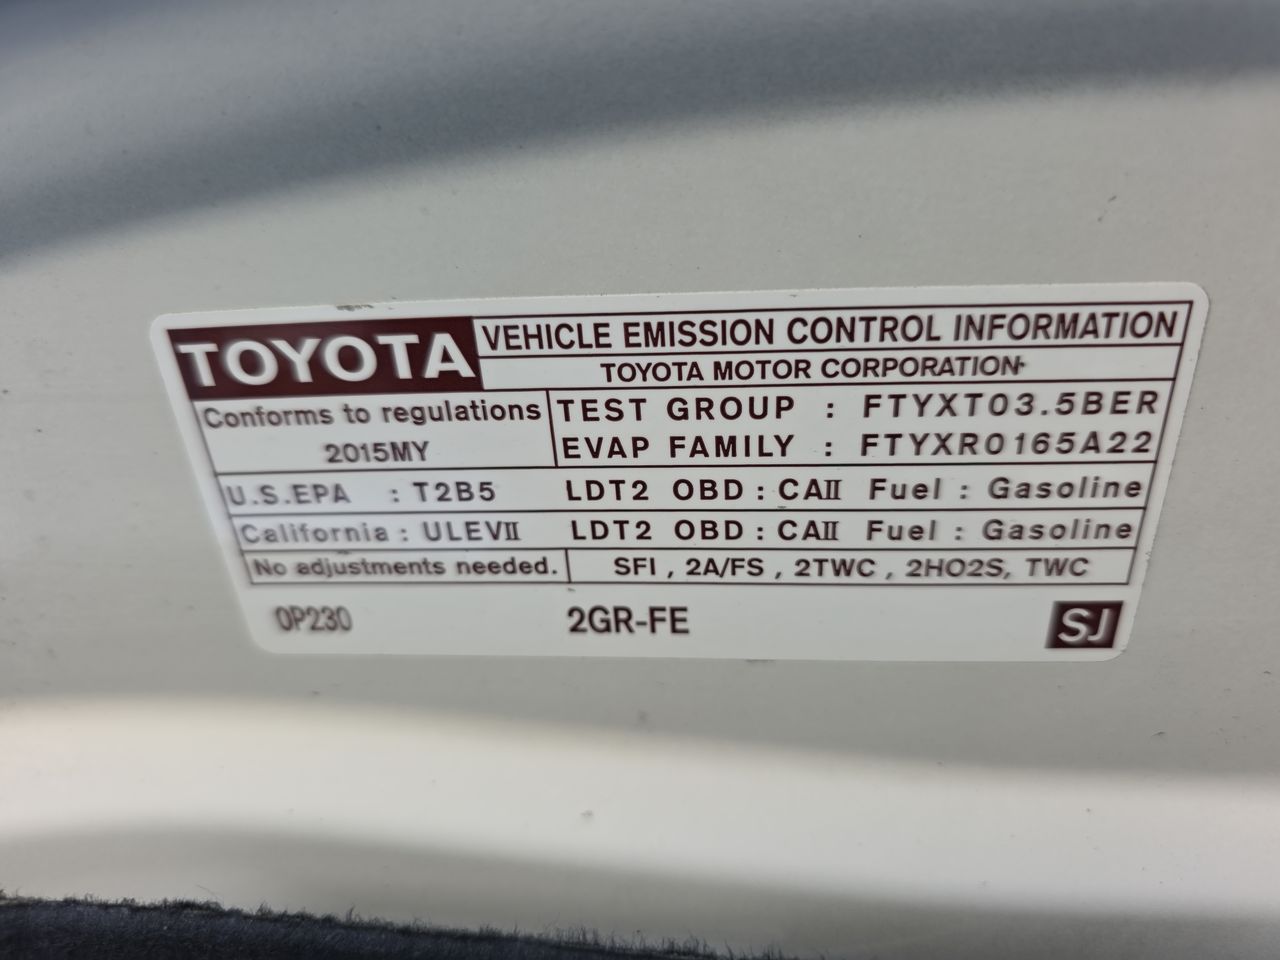 TOYOTA VEHICLE EMISSION CONTROL INFORMATION
TOYOTA MOTOR CORPORATION
Conforms to regulations 2015MY
TEST GROUP : FTYXT03.5BER
EVAP FAMILY : FTYXR0165A22
U.S.EPA : T2B5 LDT2 OBD : CAⅡ Fuel : Gasoline
California : ULEVⅡ LDT2 OBD : CAⅡ Fuel : Gasoline
No adjustments needed. SFI , 2A/FS , 2TWC , 2HO2S, TWC
0P230 2GR-FE SJ